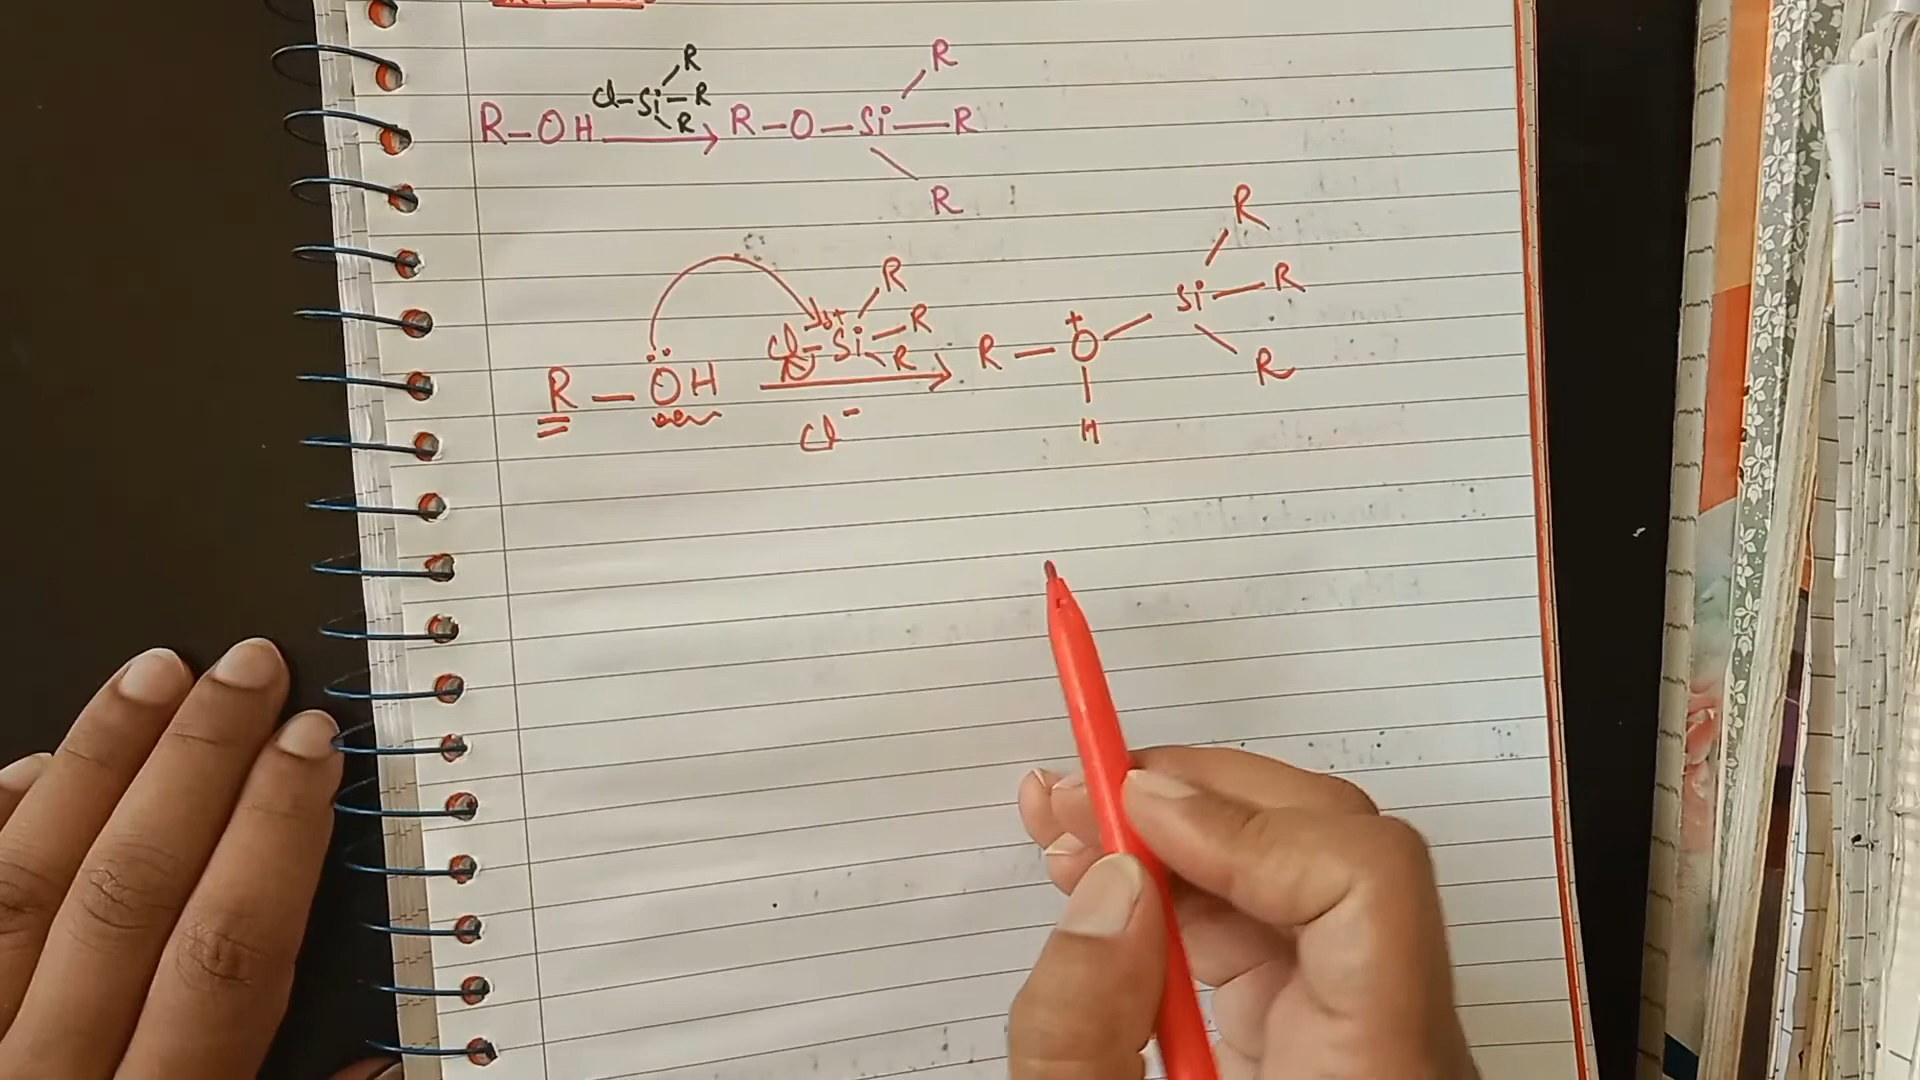 R
Cl-Si-R
R
R-OH → R-O-Si-R
R
R
R
Cl-Si-R
R
δ+
R-ÖH → R-O-Si-R
+
R
R
H
Cl⁻